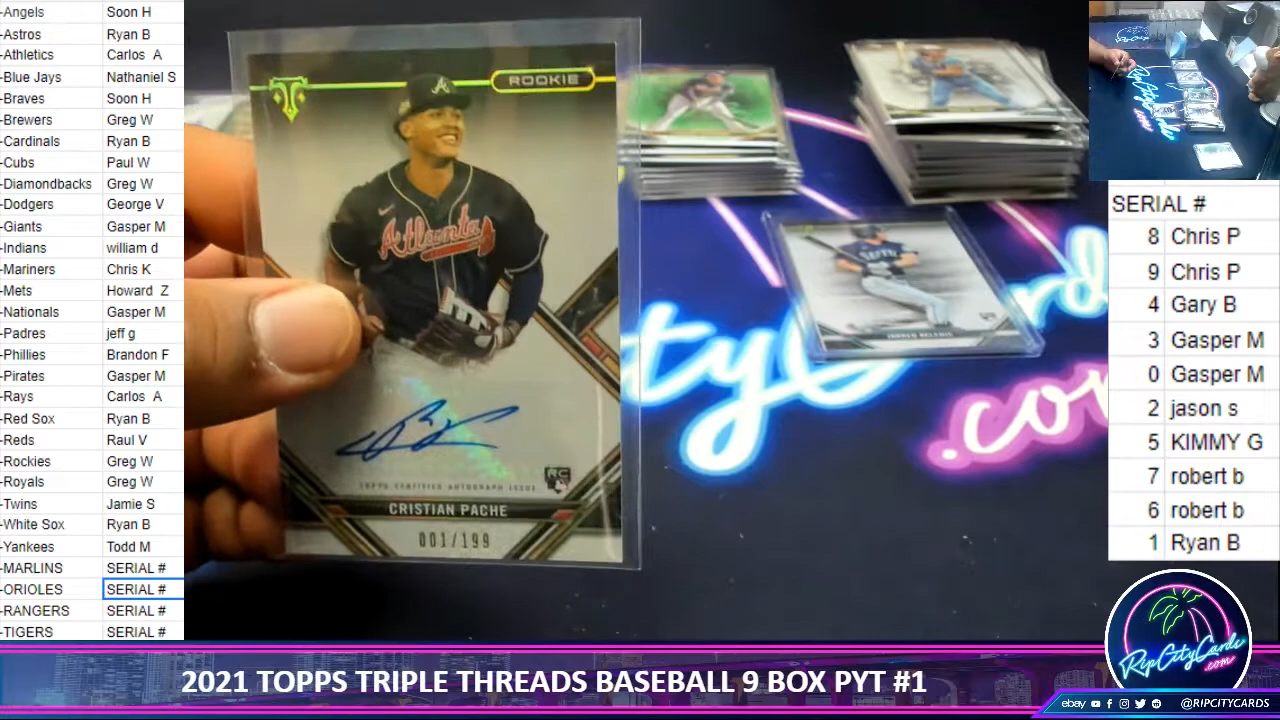 -Angels Soon H
-Astros Ryan B
-Athletics Carlos A
-Blue Jays Nathaniel S
-Braves Soon H
-Brewers Greg W
-Cardinals Ryan B
-Cubs Paul W
-Diamondbacks Greg W
-Dodgers George V
-Giants Gasper M
-Indians william d
-Mariners Chris K
-Mets Howard Z
-Nationals Gasper M
-Padres jeff g
-Phillies Brandon F
-Pirates Gasper M
-Rays Carlos A
-Red Sox Ryan B
-Reds Raul V
-Rockies Greg W
-Royals Greg W
-Twins Jamie S
-White Sox Ryan B
-Yankees Todd M
-MARLINS SERIAL #
-ORIOLES SERIAL #
-RANGERS SERIAL #
-TIGERS SERIAL #
ROOKIE
Atlanta
TOPPS CERTIFIED AUTOGRAPH ISSUE
RC
CRISTIAN PACHE
001/199
.com
SERIAL #
8 Chris P
9 Chris P
4 Gary B
3 Gasper M
0 Gasper M
2 jason s
5 KIMMY G
7 robert b
6 robert b
1 Ryan B
RipCityCards
.com
2021 TOPPS TRIPLE THREADS BASEBALL 9 BOX PYT #1
ebay @RIPCITYCARDS